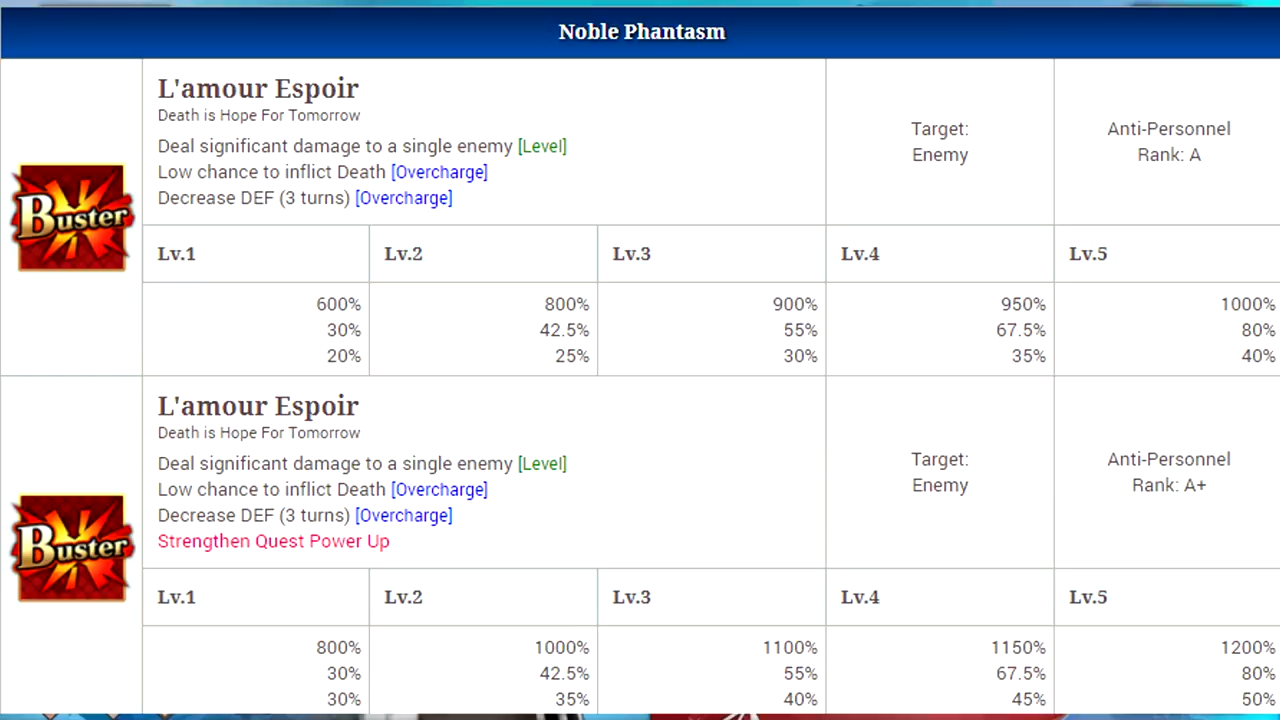 Noble Phantasm
L'amour Espoir
Death is Hope For Tomorrow
Deal significant damage to a single enemy [Level]
Low chance to inflict Death [Overcharge]
Decrease DEF (3 turns) [Overcharge]
Target:
Enemy
Anti-Personnel
Rank: A
Buster
Lv.1 Lv.2 Lv.3 Lv.4 Lv.5
600% 800% 900% 950% 1000%
30% 42.5% 55% 67.5% 80%
20% 25% 30% 35% 40%
L'amour Espoir
Death is Hope For Tomorrow
Deal significant damage to a single enemy [Level]
Low chance to inflict Death [Overcharge]
Decrease DEF (3 turns) [Overcharge]
Strengthen Quest Power Up
Target:
Enemy
Anti-Personnel
Rank: A+
Buster
Lv.1 Lv.2 Lv.3 Lv.4 Lv.5
800% 1000% 1100% 1150% 1200%
30% 42.5% 55% 67.5% 80%
30% 35% 40% 45% 50%